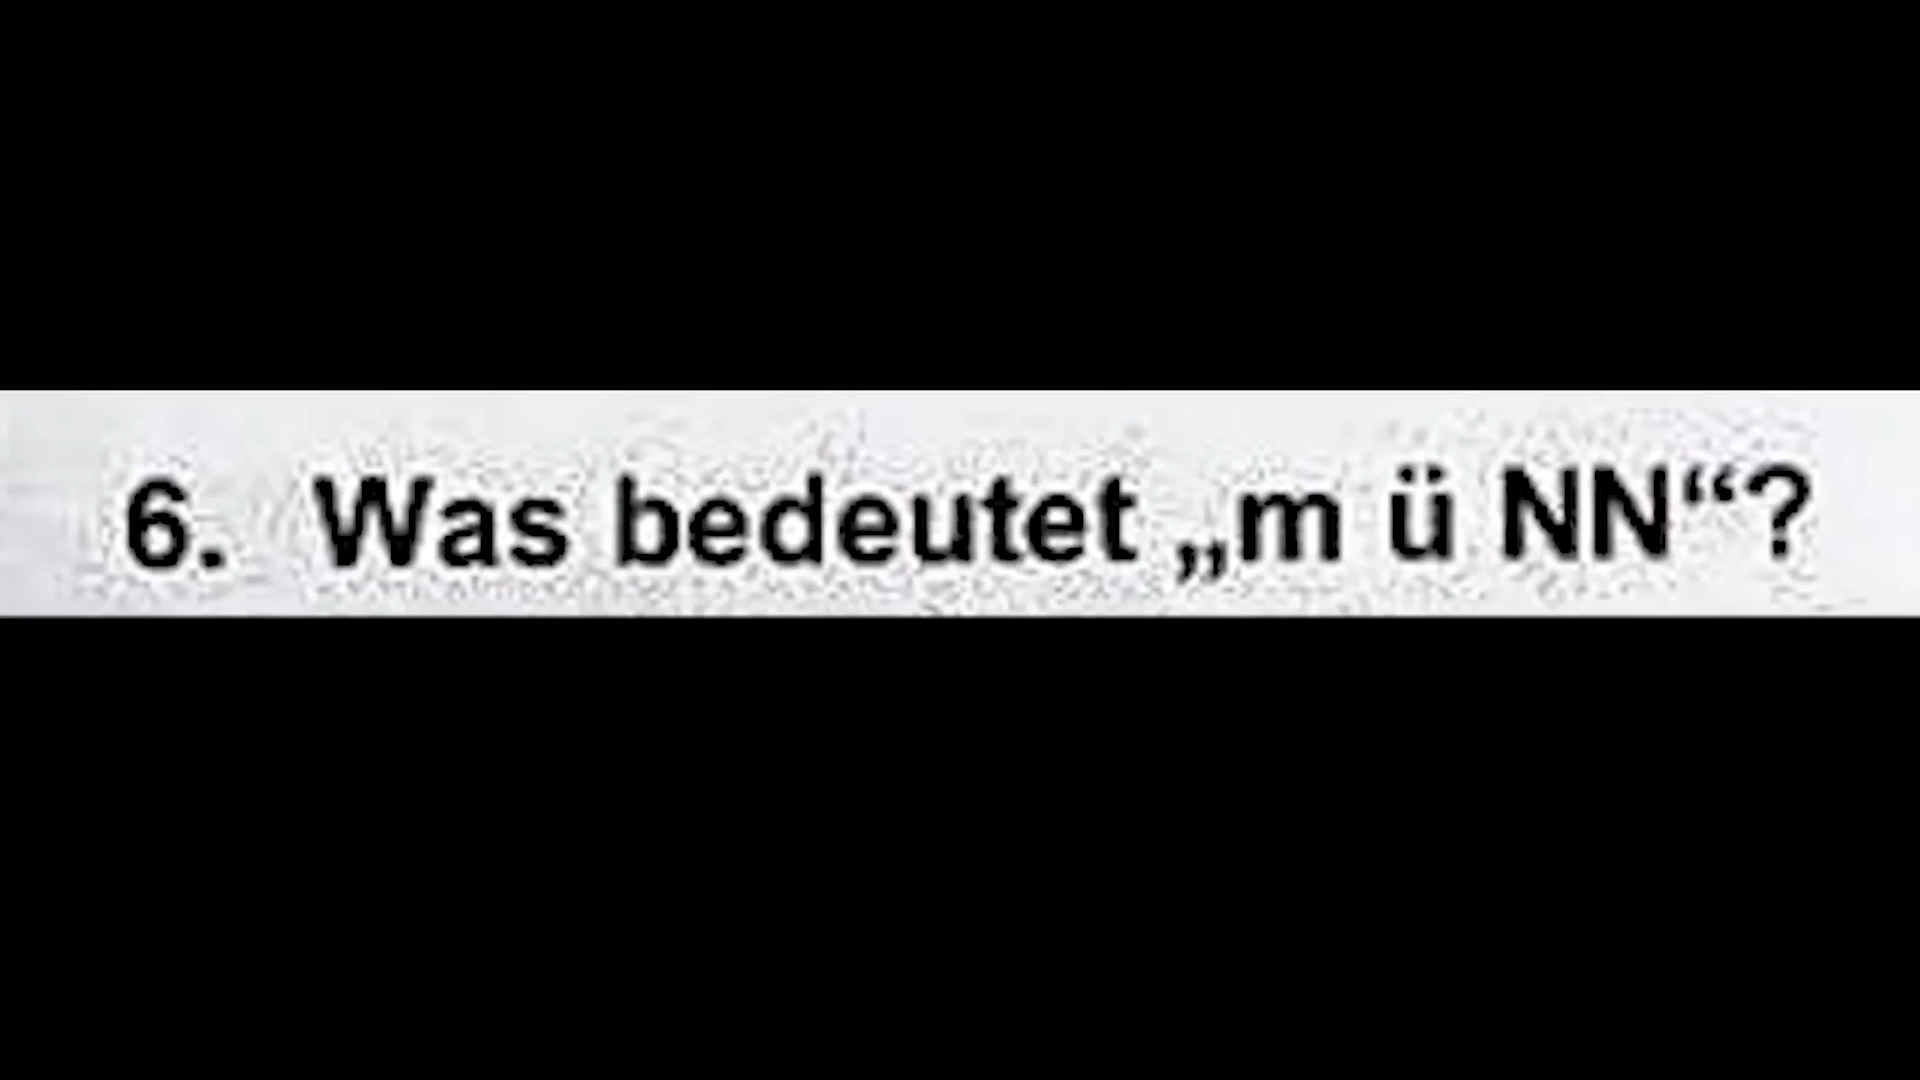 6. Was bedeutet „m ü NN“?